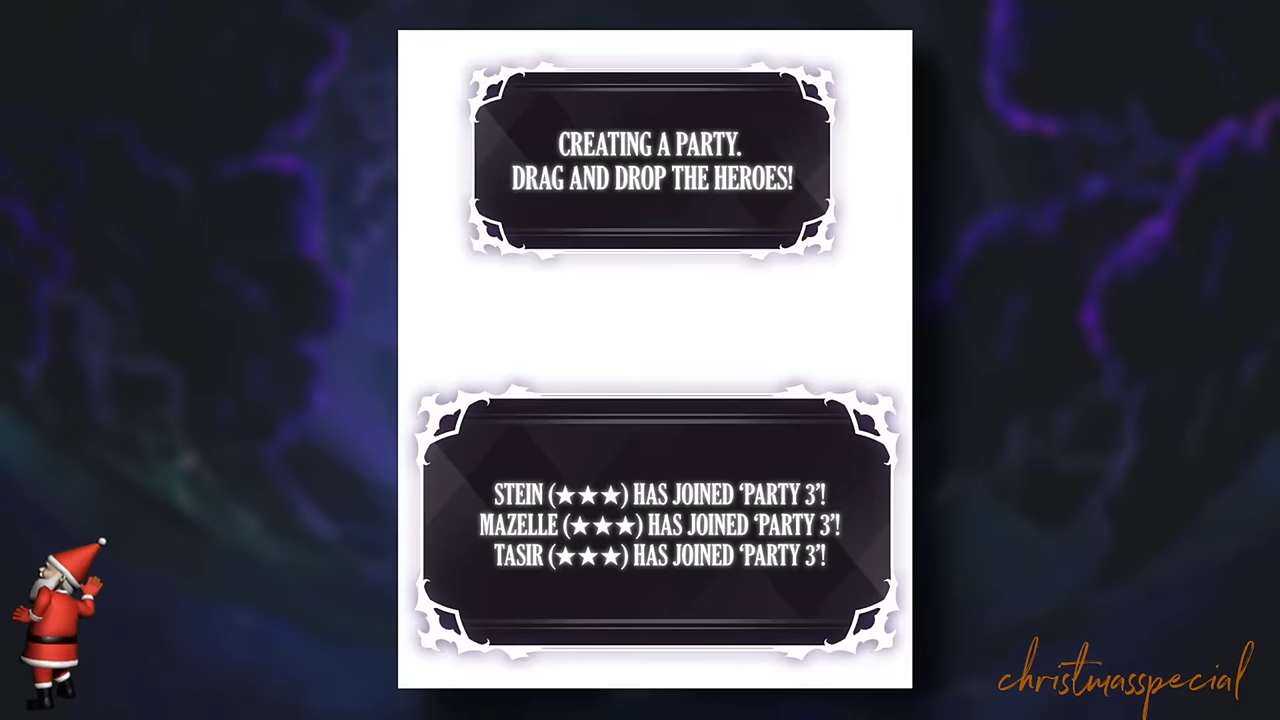 CREATING A PARTY.
DRAG AND DROP THE HEROES!
STEIN (★★★) HAS JOINED ‘PARTY 3’!
MAZELLE (★★★) HAS JOINED ‘PARTY 3’!
TASIR (★★★) HAS JOINED ‘PARTY 3’!
christmasspecial